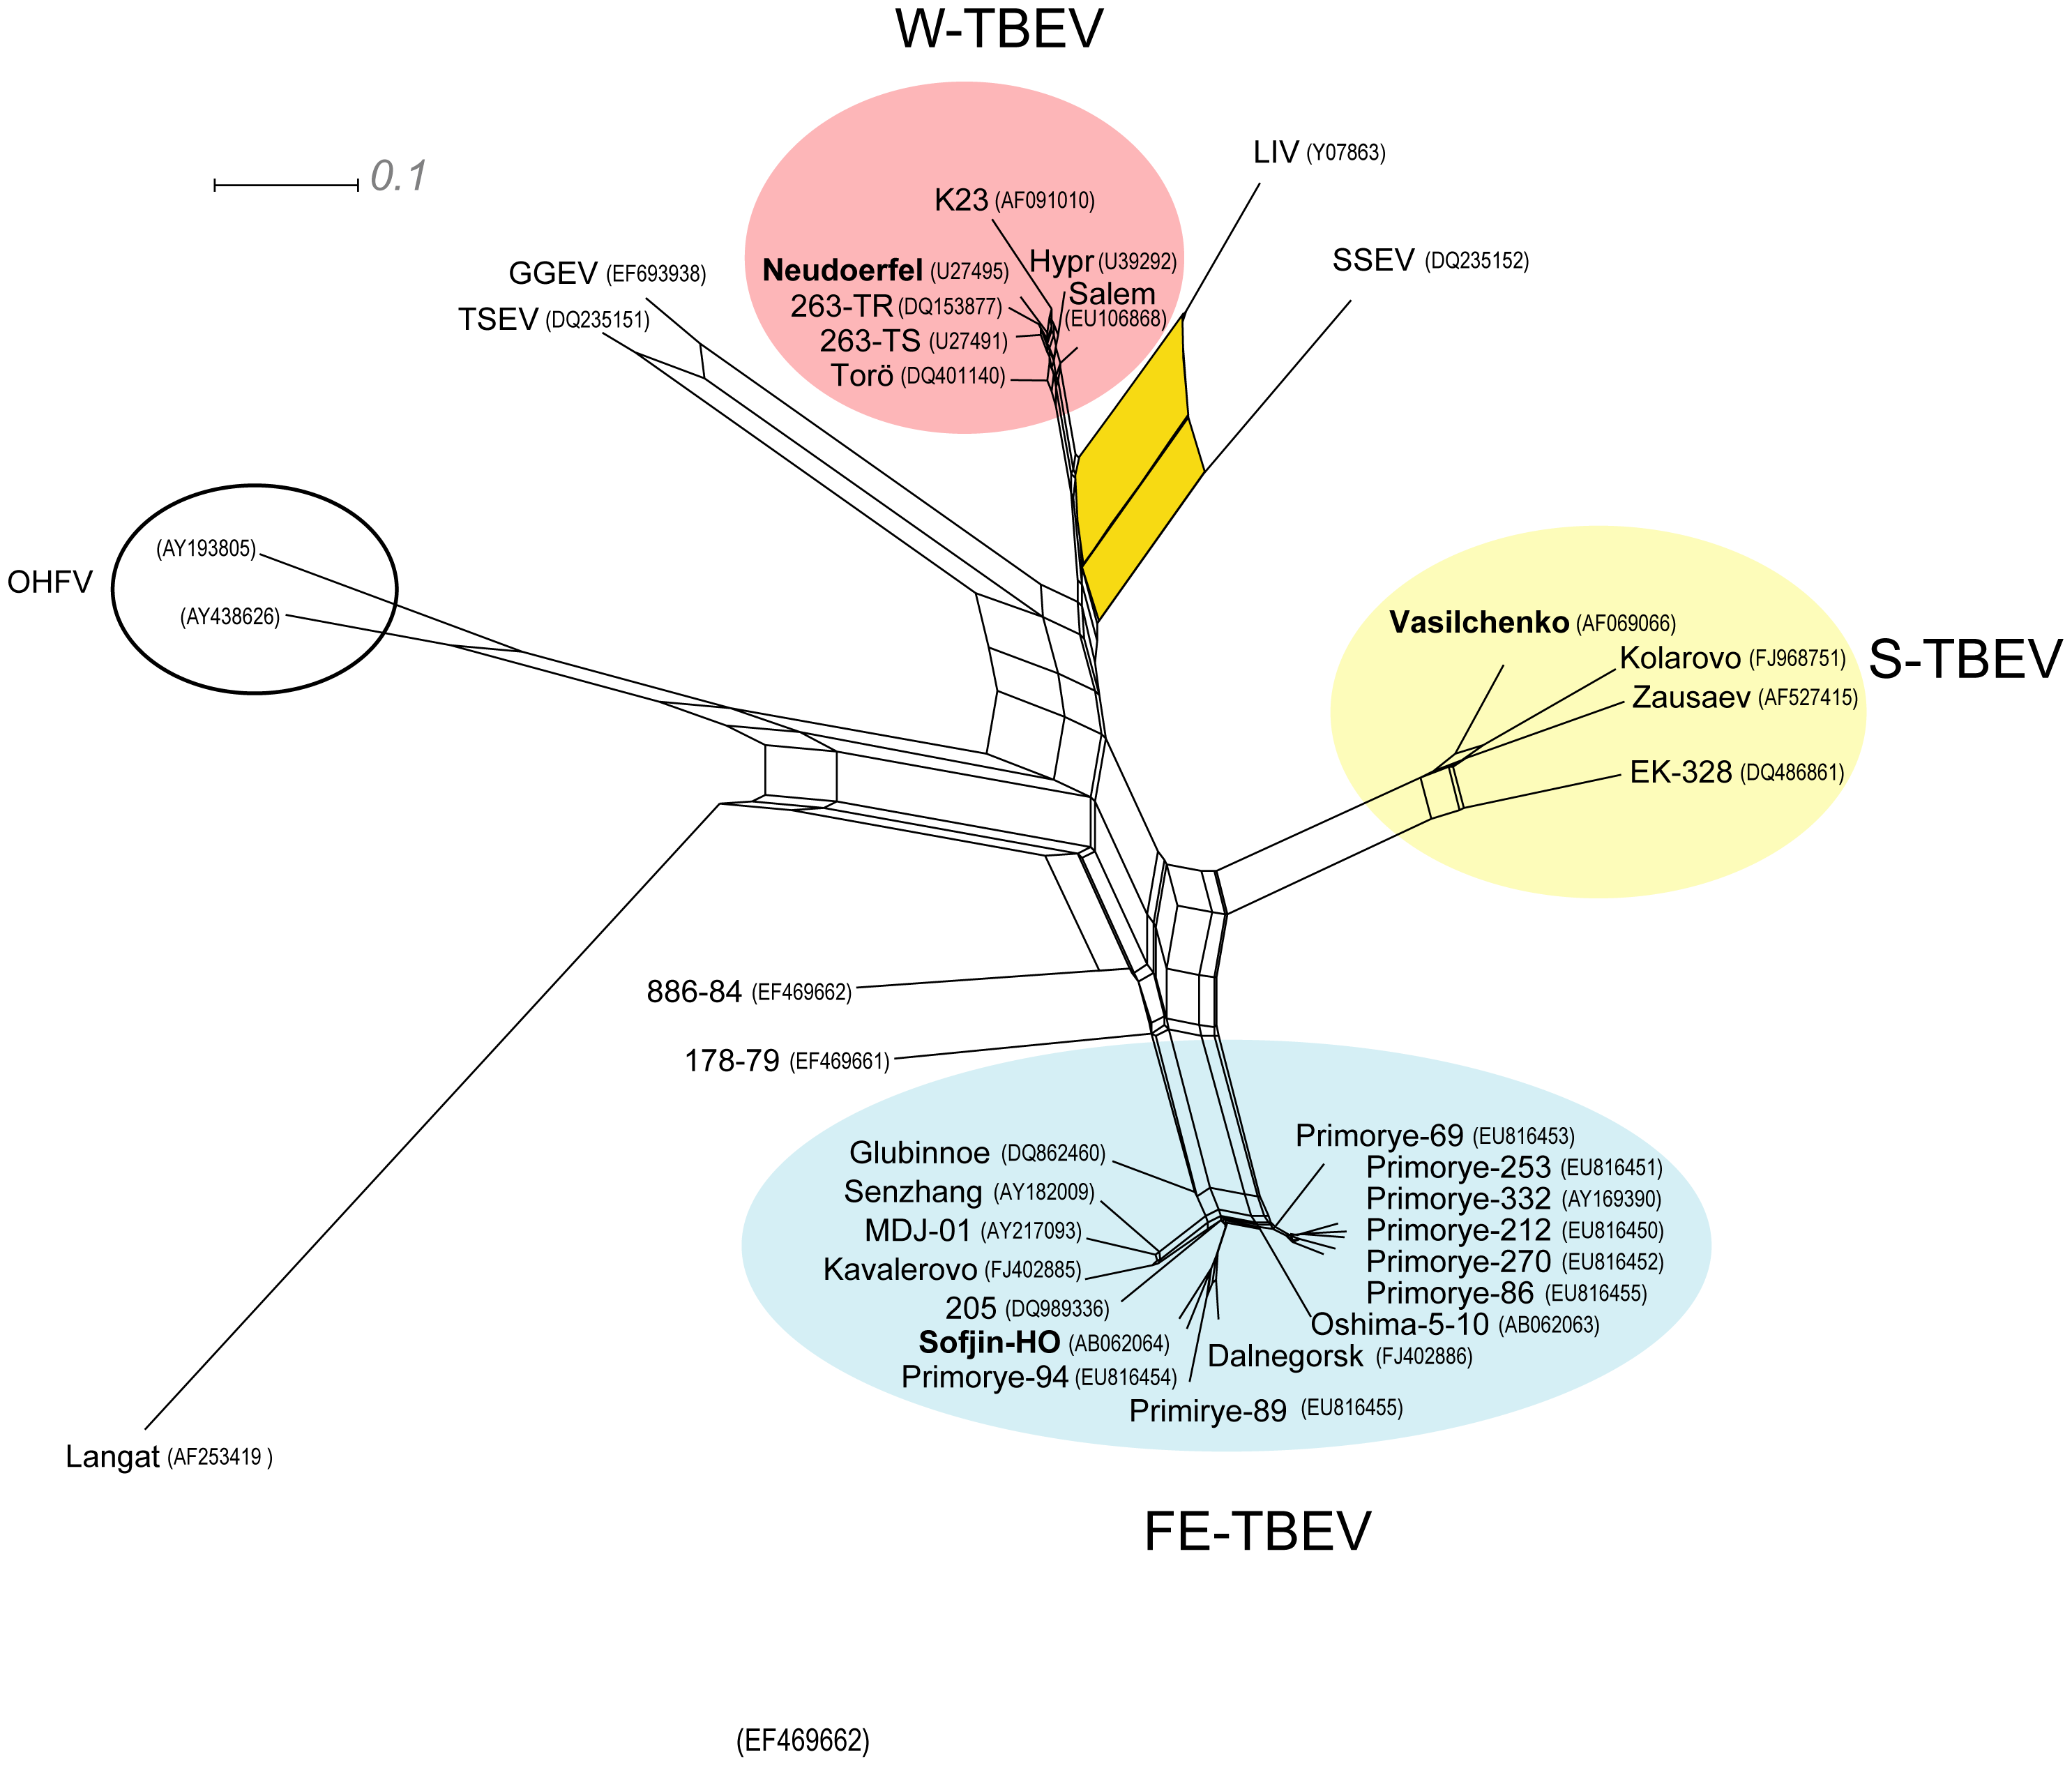 W-TBEV
0.1
LIV (Y07863)
K23 (AF091010)
SSEV (DQ235152)
GGEV (EF693938)
Neudoerfel (U27495)
Hypr (U39292)
TSEV (DQ235151)
263-TR (DQ153877)
Salem
(EU106868)
263-TS (U27491)
Torö (DQ401140)
OHFV
(AY193805)
(AY438626)
Vasilchenko (AF069066)
Kolarovo (FJ968751)
S-TBEV
Zausaev (AF527415)
EK-328 (DQ486861)
886-84 (EF469662)
178-79 (EF469661)
Glubinnoe (DQ862460)
Senzhang (AY182009)
MDJ-01 (AY217093)
Kavalerovo (FJ402885)
205 (DQ989336)
Sofjin-HO (AB062064)
Primorye-94 (EU816454)
Primirye-89 (EU816455)
Primorye-69 (EU816453)
Primorye-253 (EU816451)
Primorye-332 (AY169390)
Primorye-212 (EU816450)
Primorye-270 (EU816452)
Primorye-86 (EU816455)
Oshima-5-10 (AB062063)
Dalnegorsk (FJ402886)
Langat (AF253419 )
FE-TBEV
(EF469662)